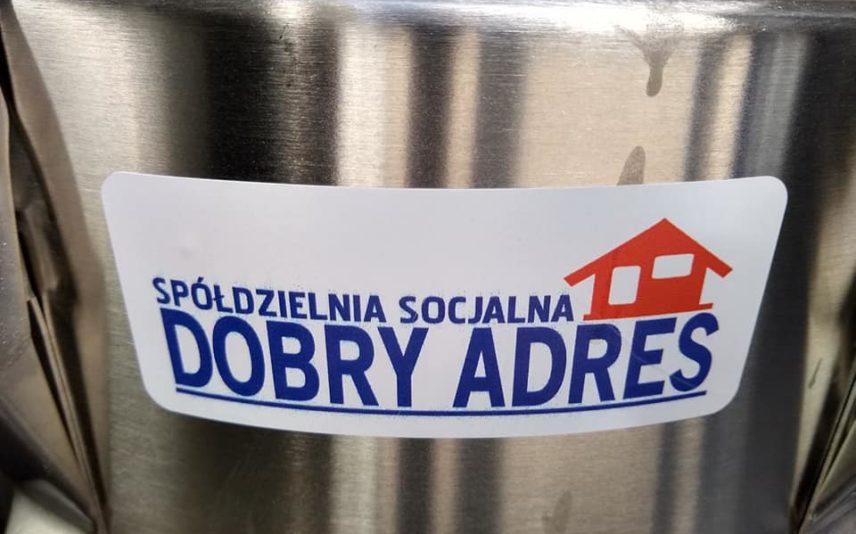 SPÓŁDZIELNIA SOCJALNA
DOBRY ADRES